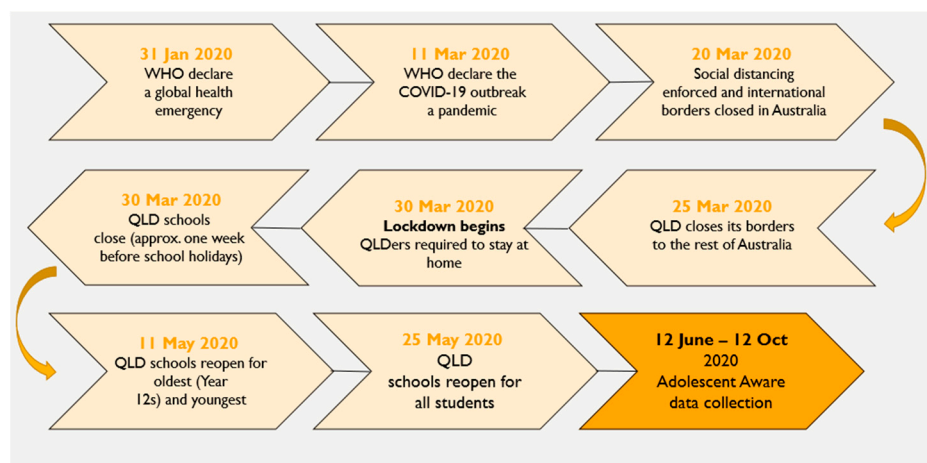 31 Jan 2020
WHO declare
a global health
emergency
11 Mar 2020
WHO declare the
COVID-19 outbreak
a pandemic
20 Mar 2020
Social distancing
enforced and international
borders closed in Australia
25 Mar 2020
QLD closes its borders
to the rest of Australia
30 Mar 2020
Lockdown begins
QLDers required to stay at
home
30 Mar 2020
QLD schools
close (approx. one week
before school holidays)
11 May 2020
QLD schools reopen for
oldest (Year
12s) and youngest
25 May 2020
QLD
schools reopen for
all students
12 June – 12 Oct
2020
Adolescent Aware
data collection